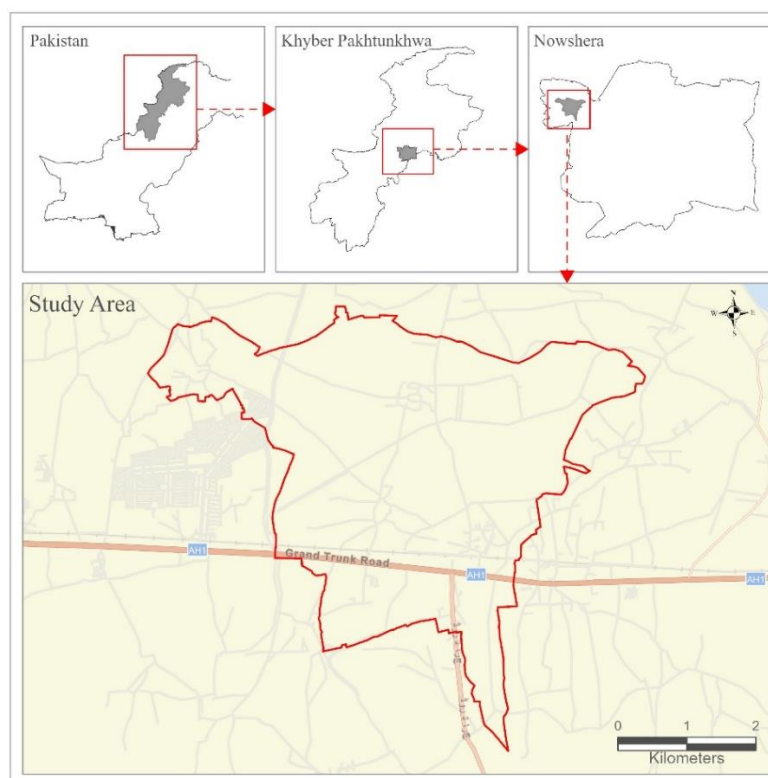 Pakistan
Khyber Pakhtunkhwa
Nowshera
Study Area
N
W E
S
AH1
Grand Trunk Road
AH1
AH1
0 1 2
Kilometers